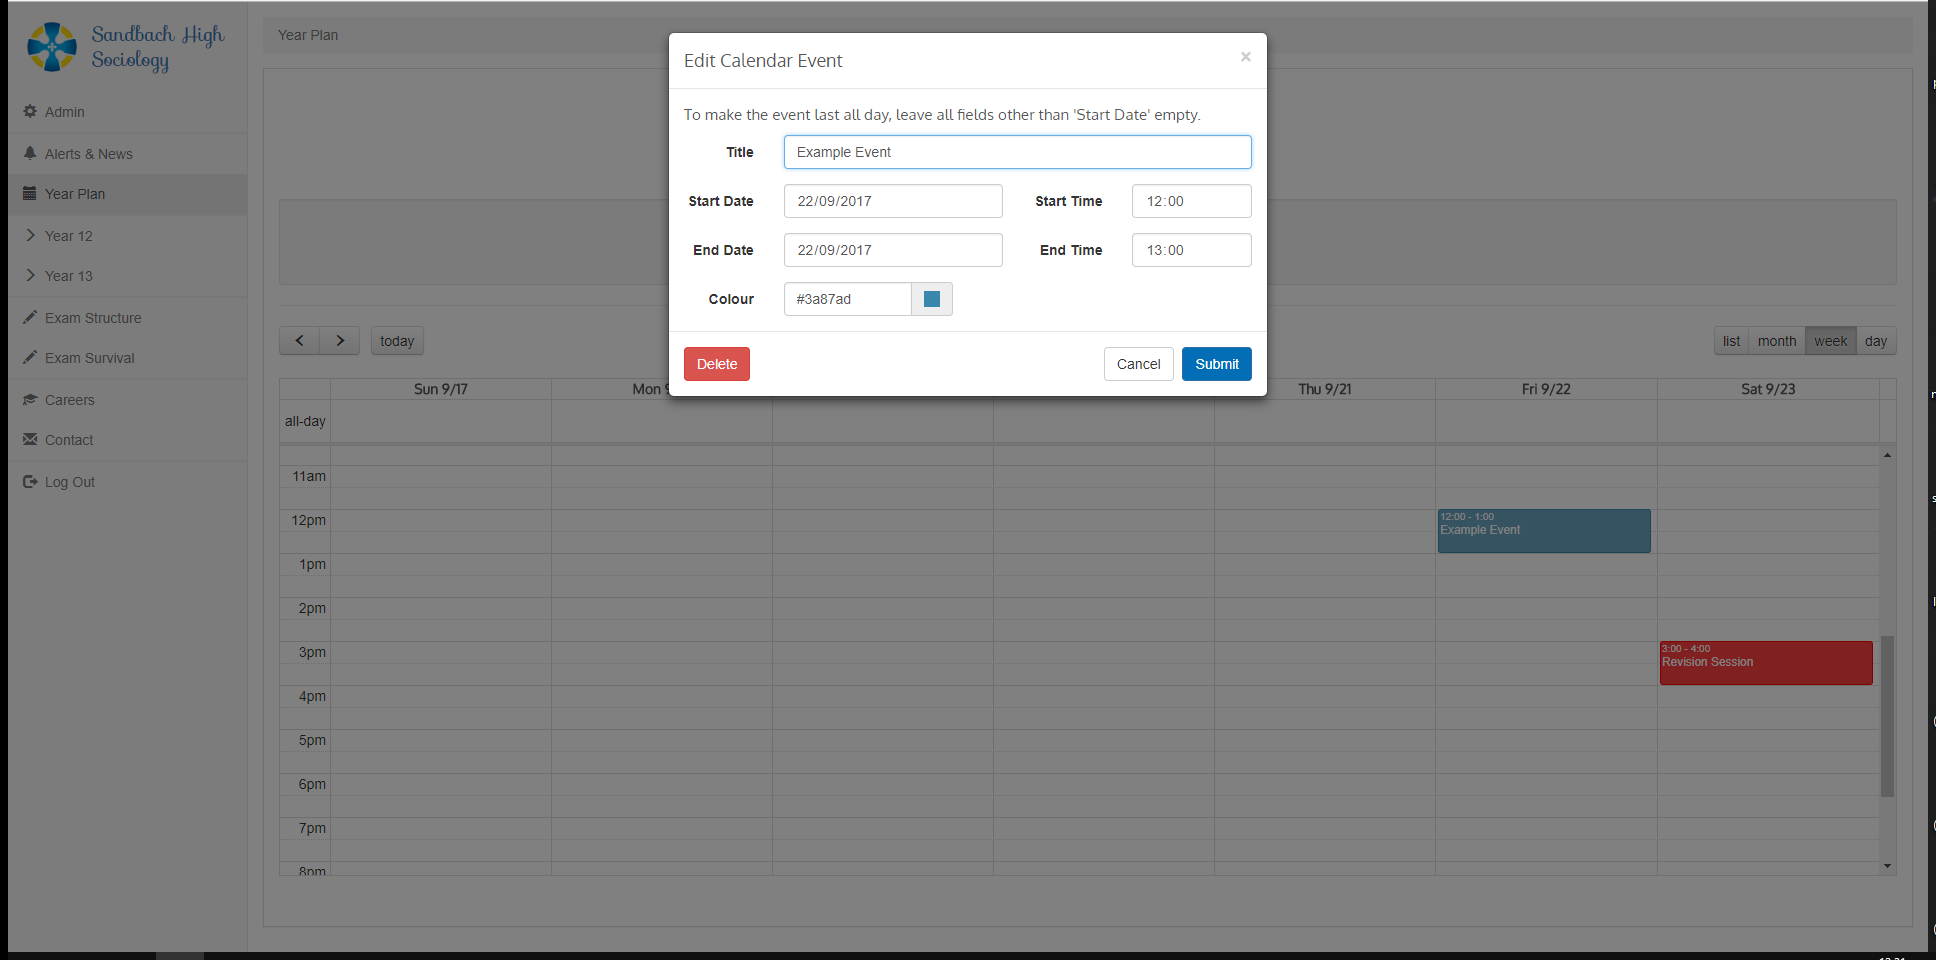 Sandbach High
Sociology
Admin
Alerts & News
Year Plan
Year 12
Year 13
Exam Structure
Exam Survival
Careers
Contact
Log Out
Year Plan
Edit Calendar Event
×
To make the event last all day, leave all fields other than 'Start Date' empty.
Title Example Event
Start Date 22/09/2017 Start Time 12:00
End Date 22/09/2017 End Time 13:00
Colour #3a87ad
Delete Cancel Submit
today list month week day
Sun 9/17 Mon Thu 9/21 Fri 9/22 Sat 9/23
all-day
11am
12pm
12:00 - 1:00
Example Event
1pm
2pm
3pm
3:00 - 4:00
Revision Session
4pm
5pm
6pm
7pm
8pm